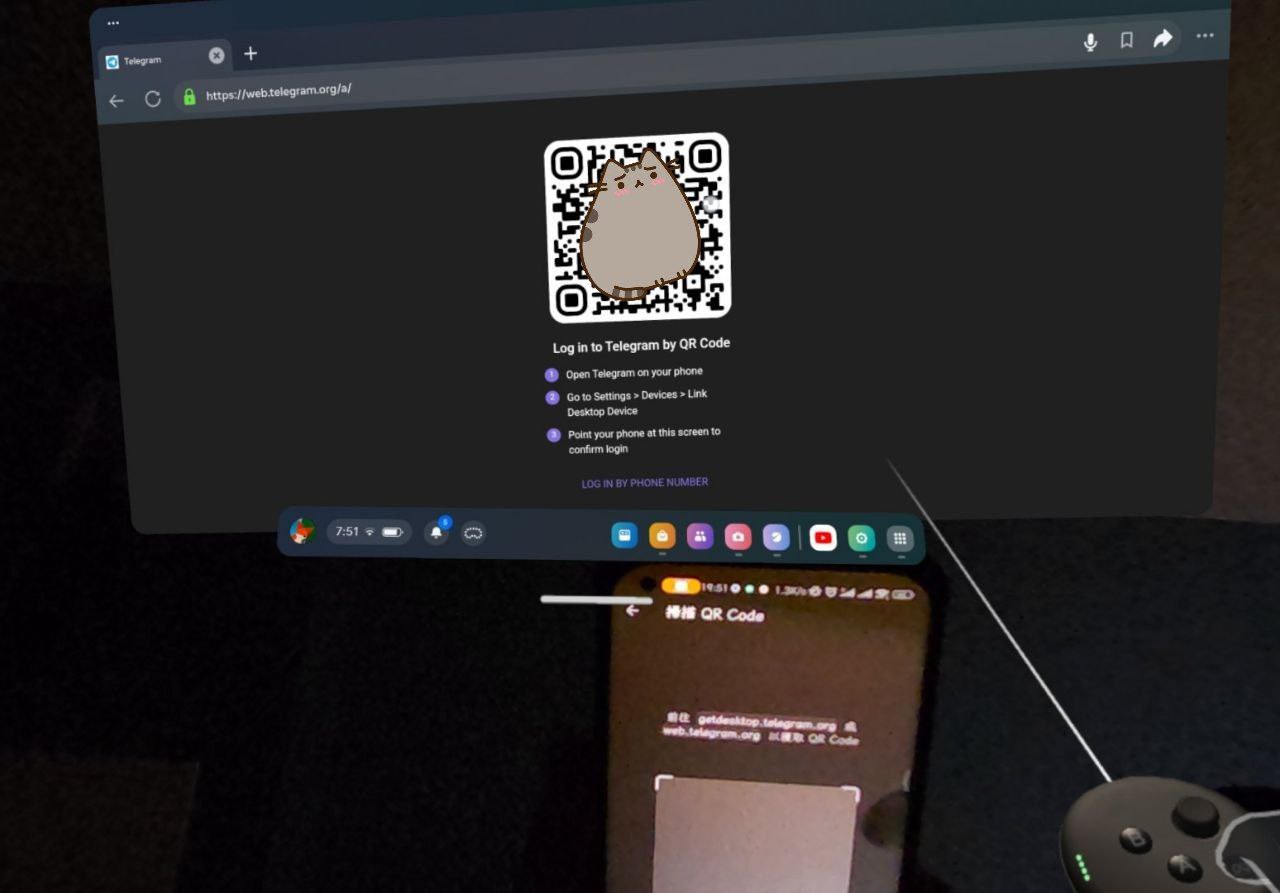 Telegram
https://web.telegram.org/a/
Log in to Telegram by QR Code
1 Open Telegram on your phone
2 Go to Settings > Devices > Link
Desktop Device
3 Point your phone at this screen to
confirm login
LOG IN BY PHONE NUMBER
7:51
5
19:51 1.3K/s
掃描 QR Code
前往 getdesktop.telegram.org 或
web.telegram.org 以獲取 QR Code
B
A